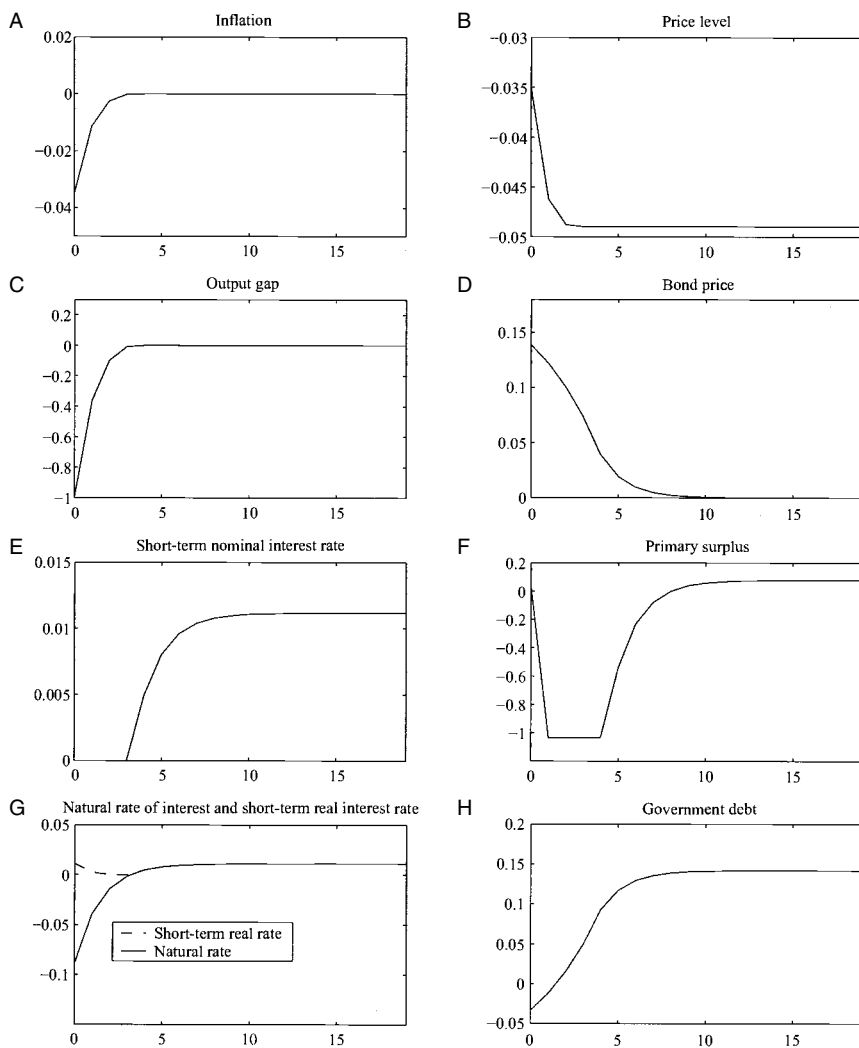 A Inflation
0.02
0
−0.02
−0.04
0 5 10 15
B Price level
−0.03
−0.035
−0.04
−0.045
−0.05
0 5 10 15
C Output gap
0.2
0
−0.2
−0.4
−0.6
−0.8
−1
0 5 10 15
D Bond price
0.15
0.1
0.05
0
0 5 10 15
E Short-term nominal interest rate
0.015
0.01
0.005
0
0 5 10 15
F Primary surplus
0.2
0
−0.2
−0.4
−0.6
−0.8
−1
0 5 10 15
G Natural rate of interest and short-term real interest rate
0.05
0
−0.05
−0.1
Short-term real rate
Natural rate
0 5 10 15
H Government debt
0.2
0.15
0.1
0.05
0
−0.05
0 5 10 15